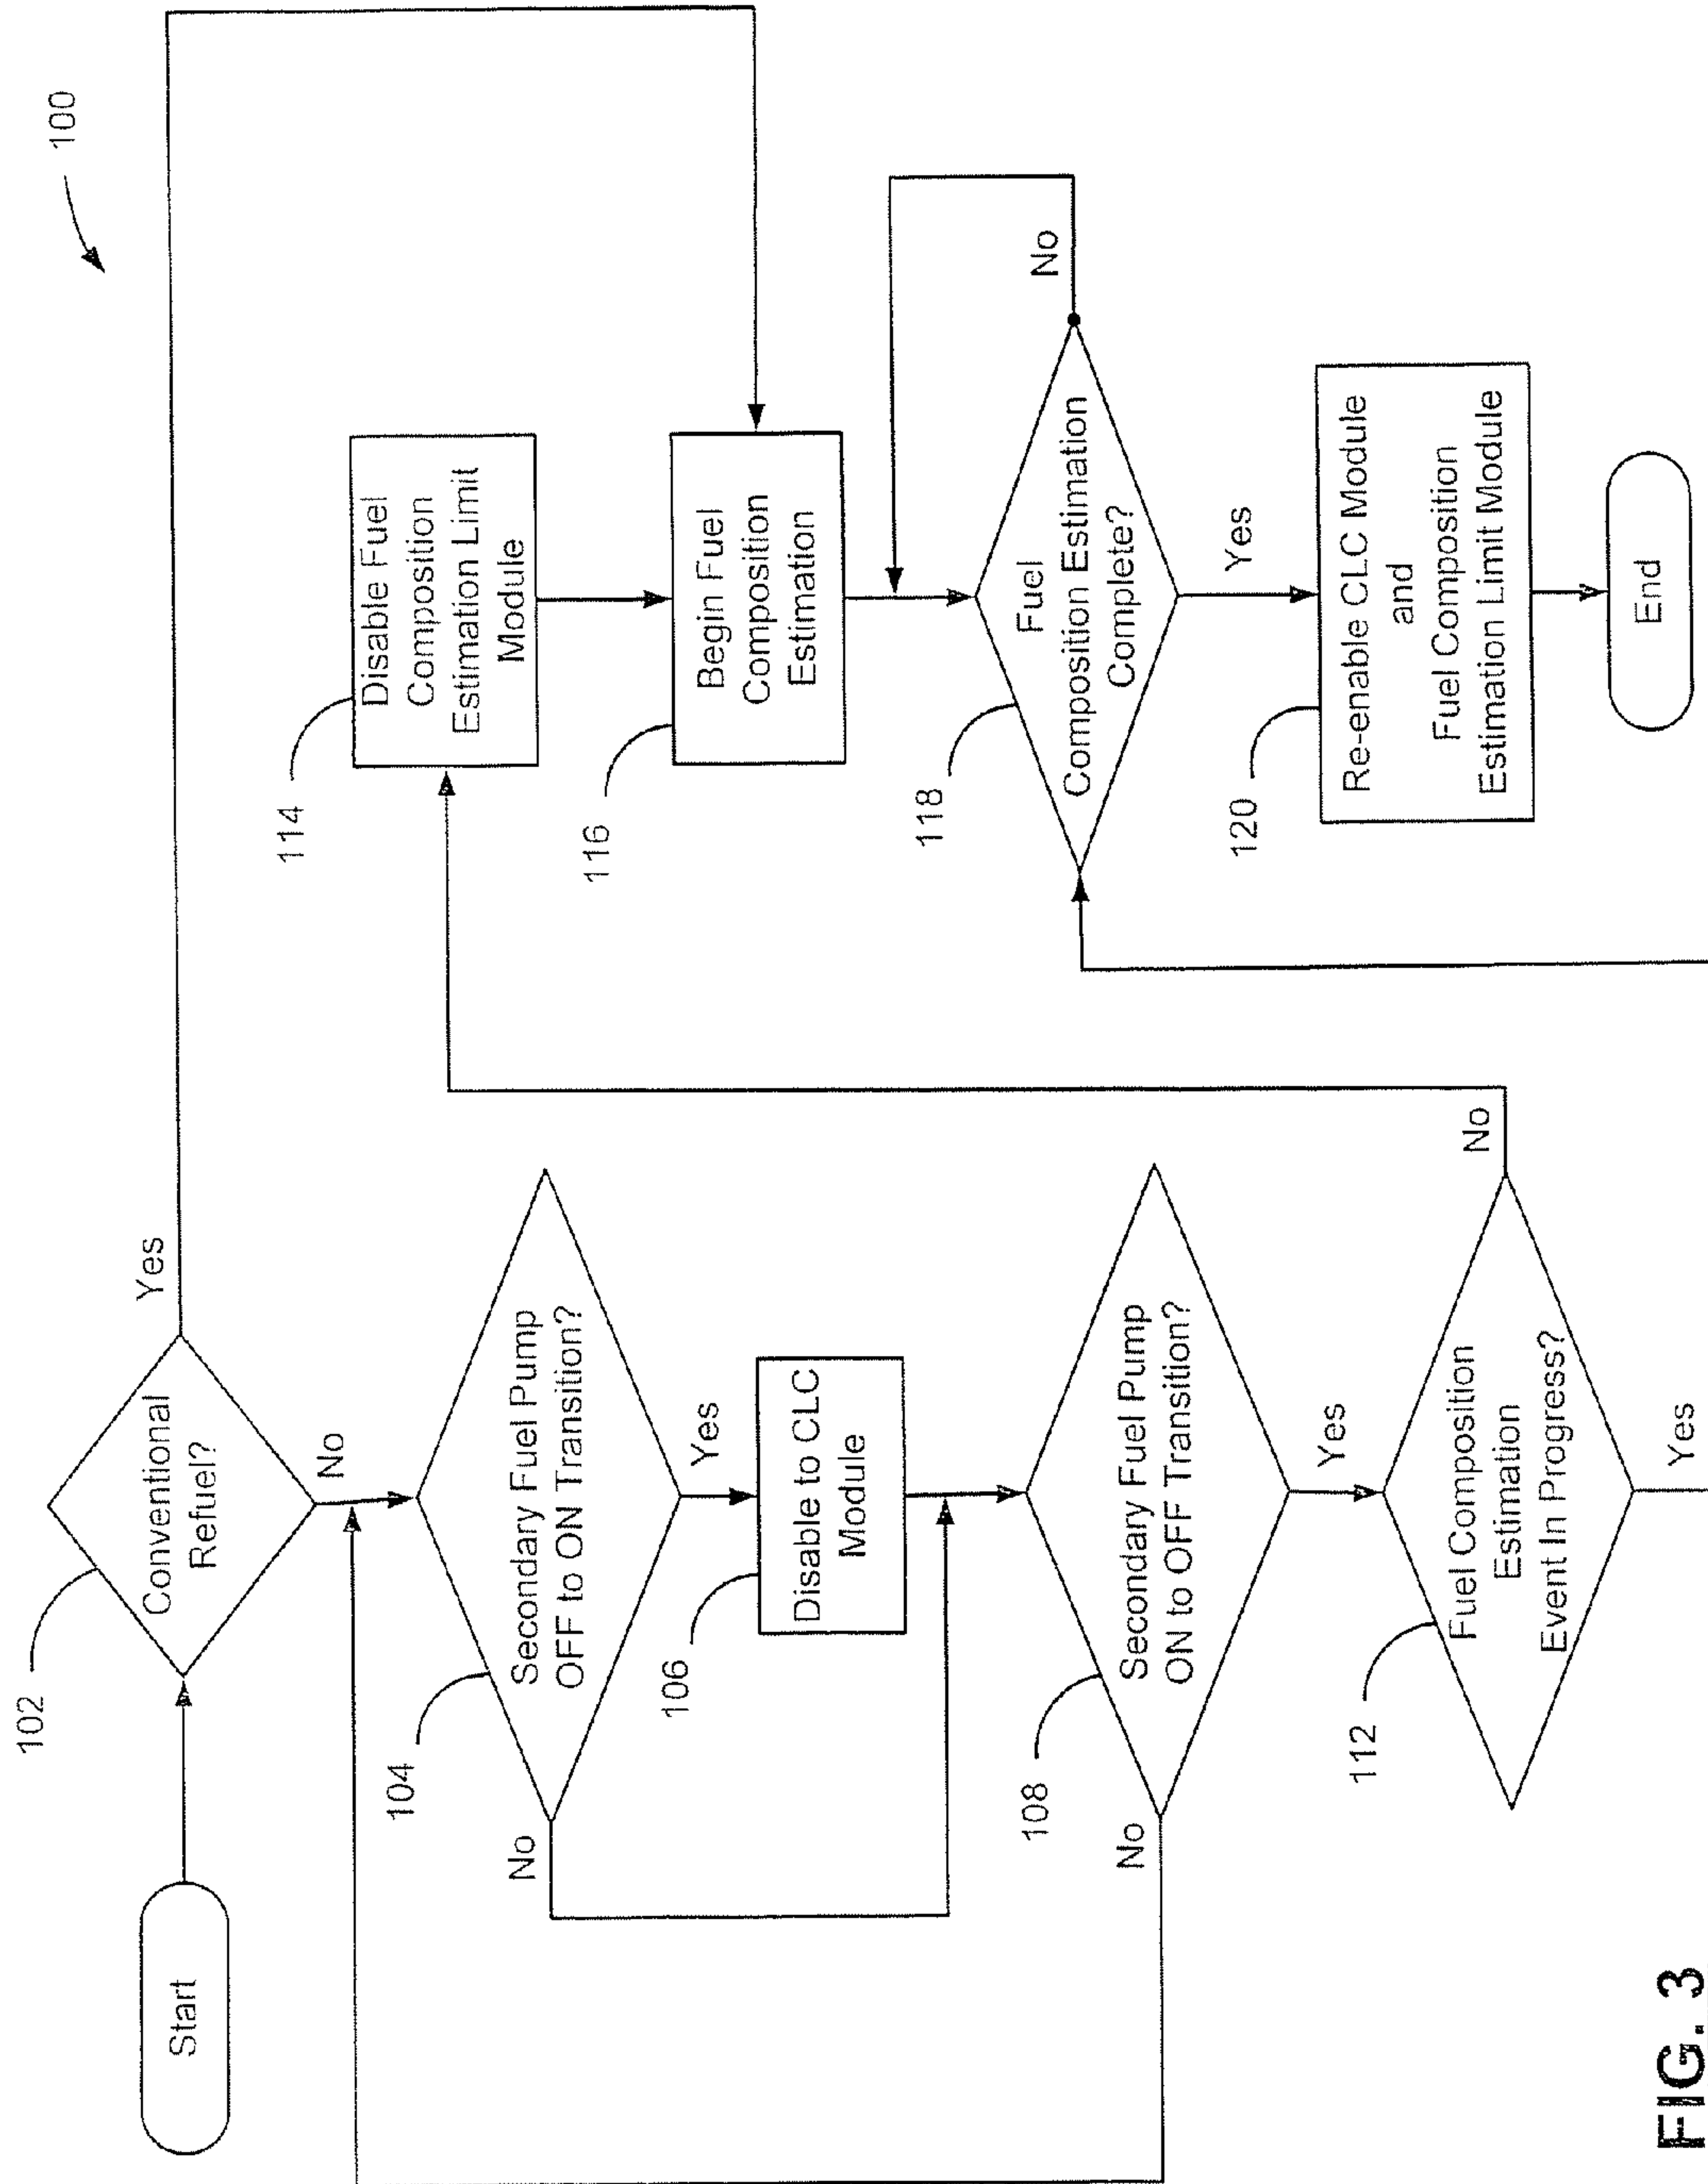 100
Start
102
Conventional
Refuel?
Yes
No
104
Secondary Fuel Pump
OFF to ON Transition?
No
Yes
106
Disable to CLC
Module
108
Secondary Fuel Pump
ON to OFF Transition?
No
Yes
112
Fuel Composition
Estimation
Event In Progress?
No
Yes
114
Disable Fuel
Composition
Estimation Limit
Module
116
Begin Fuel
Composition
Estimation
118
Fuel
Composition Estimation
Complete?
No
Yes
120
Re-enable CLC Module
and
Fuel Composition
Estimation Limit Module
End
FIG. 3